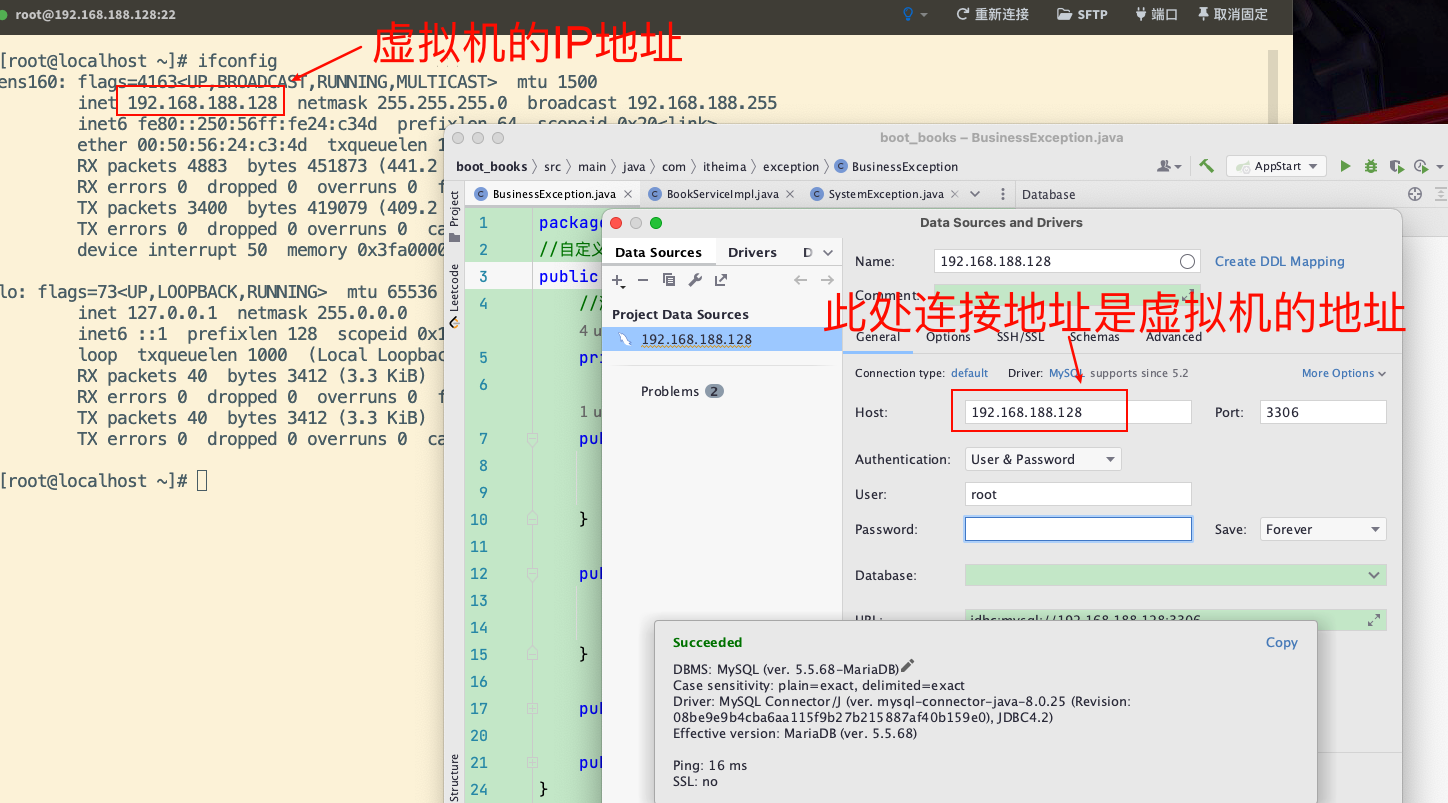 root@192.168.188.128:22
重新连接
SFTP
端口
取消固定
虚拟机的IP地址
[root@localhost ~]# ifconfig
ens160: flags=4163<UP,BROADCAST,RUNNING,MULTICAST> mtu 1500
inet 192.168.188.128 netmask 255.255.255.0 broadcast 192.168.188.255
inet6 fe80::250:56ff:fe24:c34d prefixlen 64 scopeid 0x20<link>
ether 00:50:56:24:c3:4d txqueuelen 1
RX packets 4883 bytes 451873 (441.2
RX errors 0 dropped 0 overruns 0 f
TX packets 3400 bytes 419079 (409.2
TX errors 0 dropped 0 overruns 0 ca
device interrupt 50 memory 0x3fa0000
lo: flags=73<UP,LOOPBACK,RUNNING> mtu 65536
inet 127.0.0.1 netmask 255.0.0.0
inet6 ::1 prefixlen 128 scopeid 0x1
loop txqueuelen 1000 (Local Loopbac
RX packets 40 bytes 3412 (3.3 KiB)
RX errors 0 dropped 0 overruns 0 f
TX packets 40 bytes 3412 (3.3 KiB)
TX errors 0 dropped 0 overruns 0 ca
[root@localhost ~]#
boot_books – BusinessException.java
boot_books 〉 src 〉 main 〉 java 〉 com 〉 itheima 〉 exception 〉 BusinessException
AppStart
BusinessException.java
BookServiceImpl.java
SystemException.java
Database
Project
Leetcode
Structure
1 package
2 //自定义
3 public
4
4 u
5 pri
6
1 u
7 pub
8
9
10 }
11
12 pub
13
14
15 }
16
17 pub
20
21 pub
24 }
Data Sources and Drivers
Data Sources
Drivers
D
Project Data Sources
192.168.188.128
Problems 2
Name: 192.168.188.128
Create DDL Mapping
Comment:
此处连接地址是虚拟机的地址
General Options SSH/SSL Schemas Advanced
Connection type: default Driver: MySQL supports since 5.2 More Options
Host: 192.168.188.128 Port: 3306
Authentication: User & Password
User: root
Password: Save: Forever
Database:
URL: jdbc:mysql://192.168.188.128:3306
Succeeded
Copy
DBMS: MySQL (ver. 5.5.68-MariaDB)
Case sensitivity: plain=exact, delimited=exact
Driver: MySQL Connector/J (ver. mysql-connector-java-8.0.25 (Revision:
08be9e9b4cba6aa115f9b27b215887af40b159e0), JDBC4.2)
Effective version: MariaDB (ver. 5.5.68)
Ping: 16 ms
SSL: no